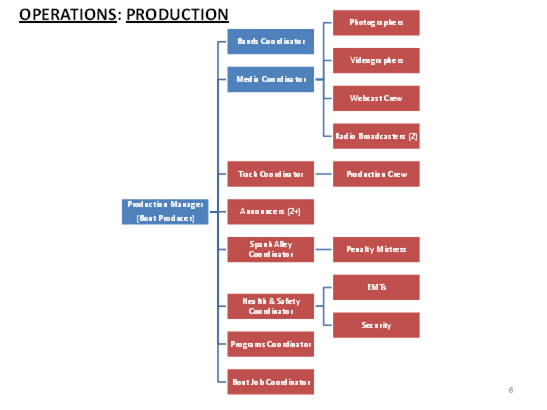 OPERATIONS: PRODUCTION
Photographers
Bands Coordinator
Videographers
Media Coordinator
Webcast Crew
Radio Broadcasters (2)
Track Coordinator
Production Crew
Production Manager
(Bout Producer)
Announcers (2+)
Spank Alley
Coordinator
Penalty Mistress
EMTs
Health & Safety
Coordinator
Security
Programs Coordinator
Bout Job Coordinator
6